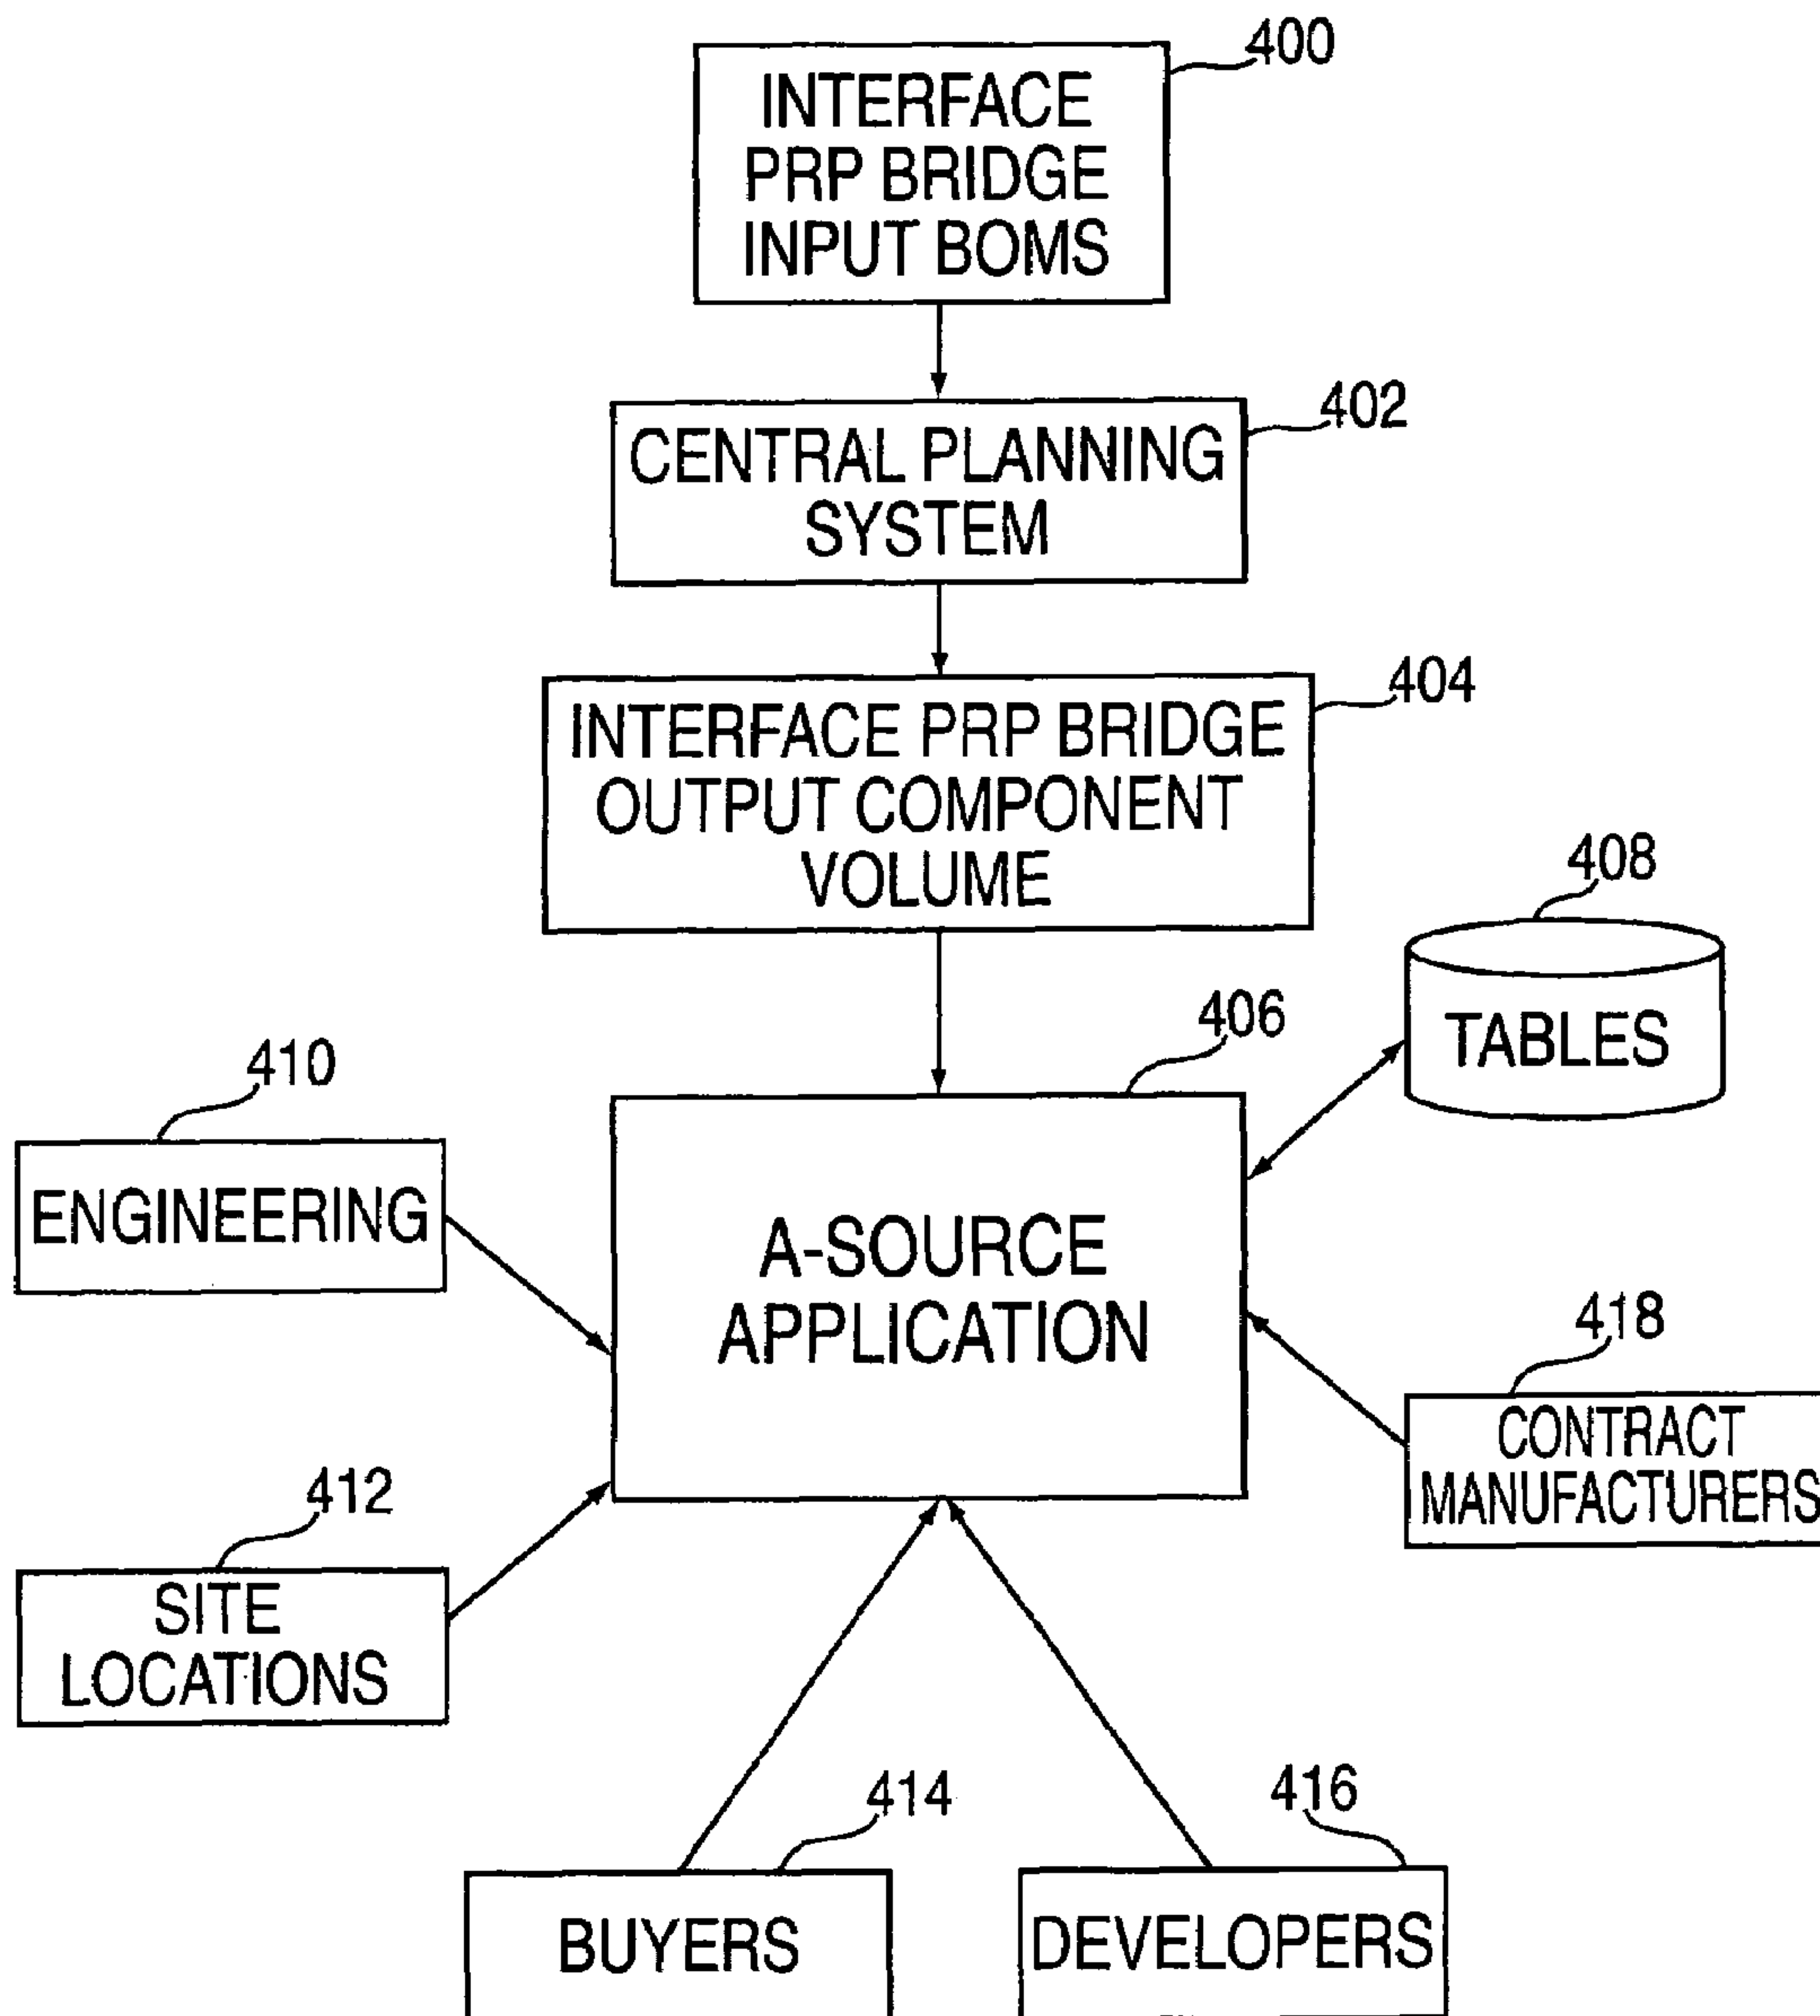 400
INTERFACE
PRP BRIDGE
INPUT BOMS
402
CENTRAL PLANNING
SYSTEM
404
INTERFACE PRP BRIDGE
OUTPUT COMPONENT
VOLUME
408
TABLES
406
A-SOURCE
APPLICATION
410
ENGINEERING
418
CONTRACT
MANUFACTURERS
412
SITE
LOCATIONS
414
BUYERS
416
DEVELOPERS